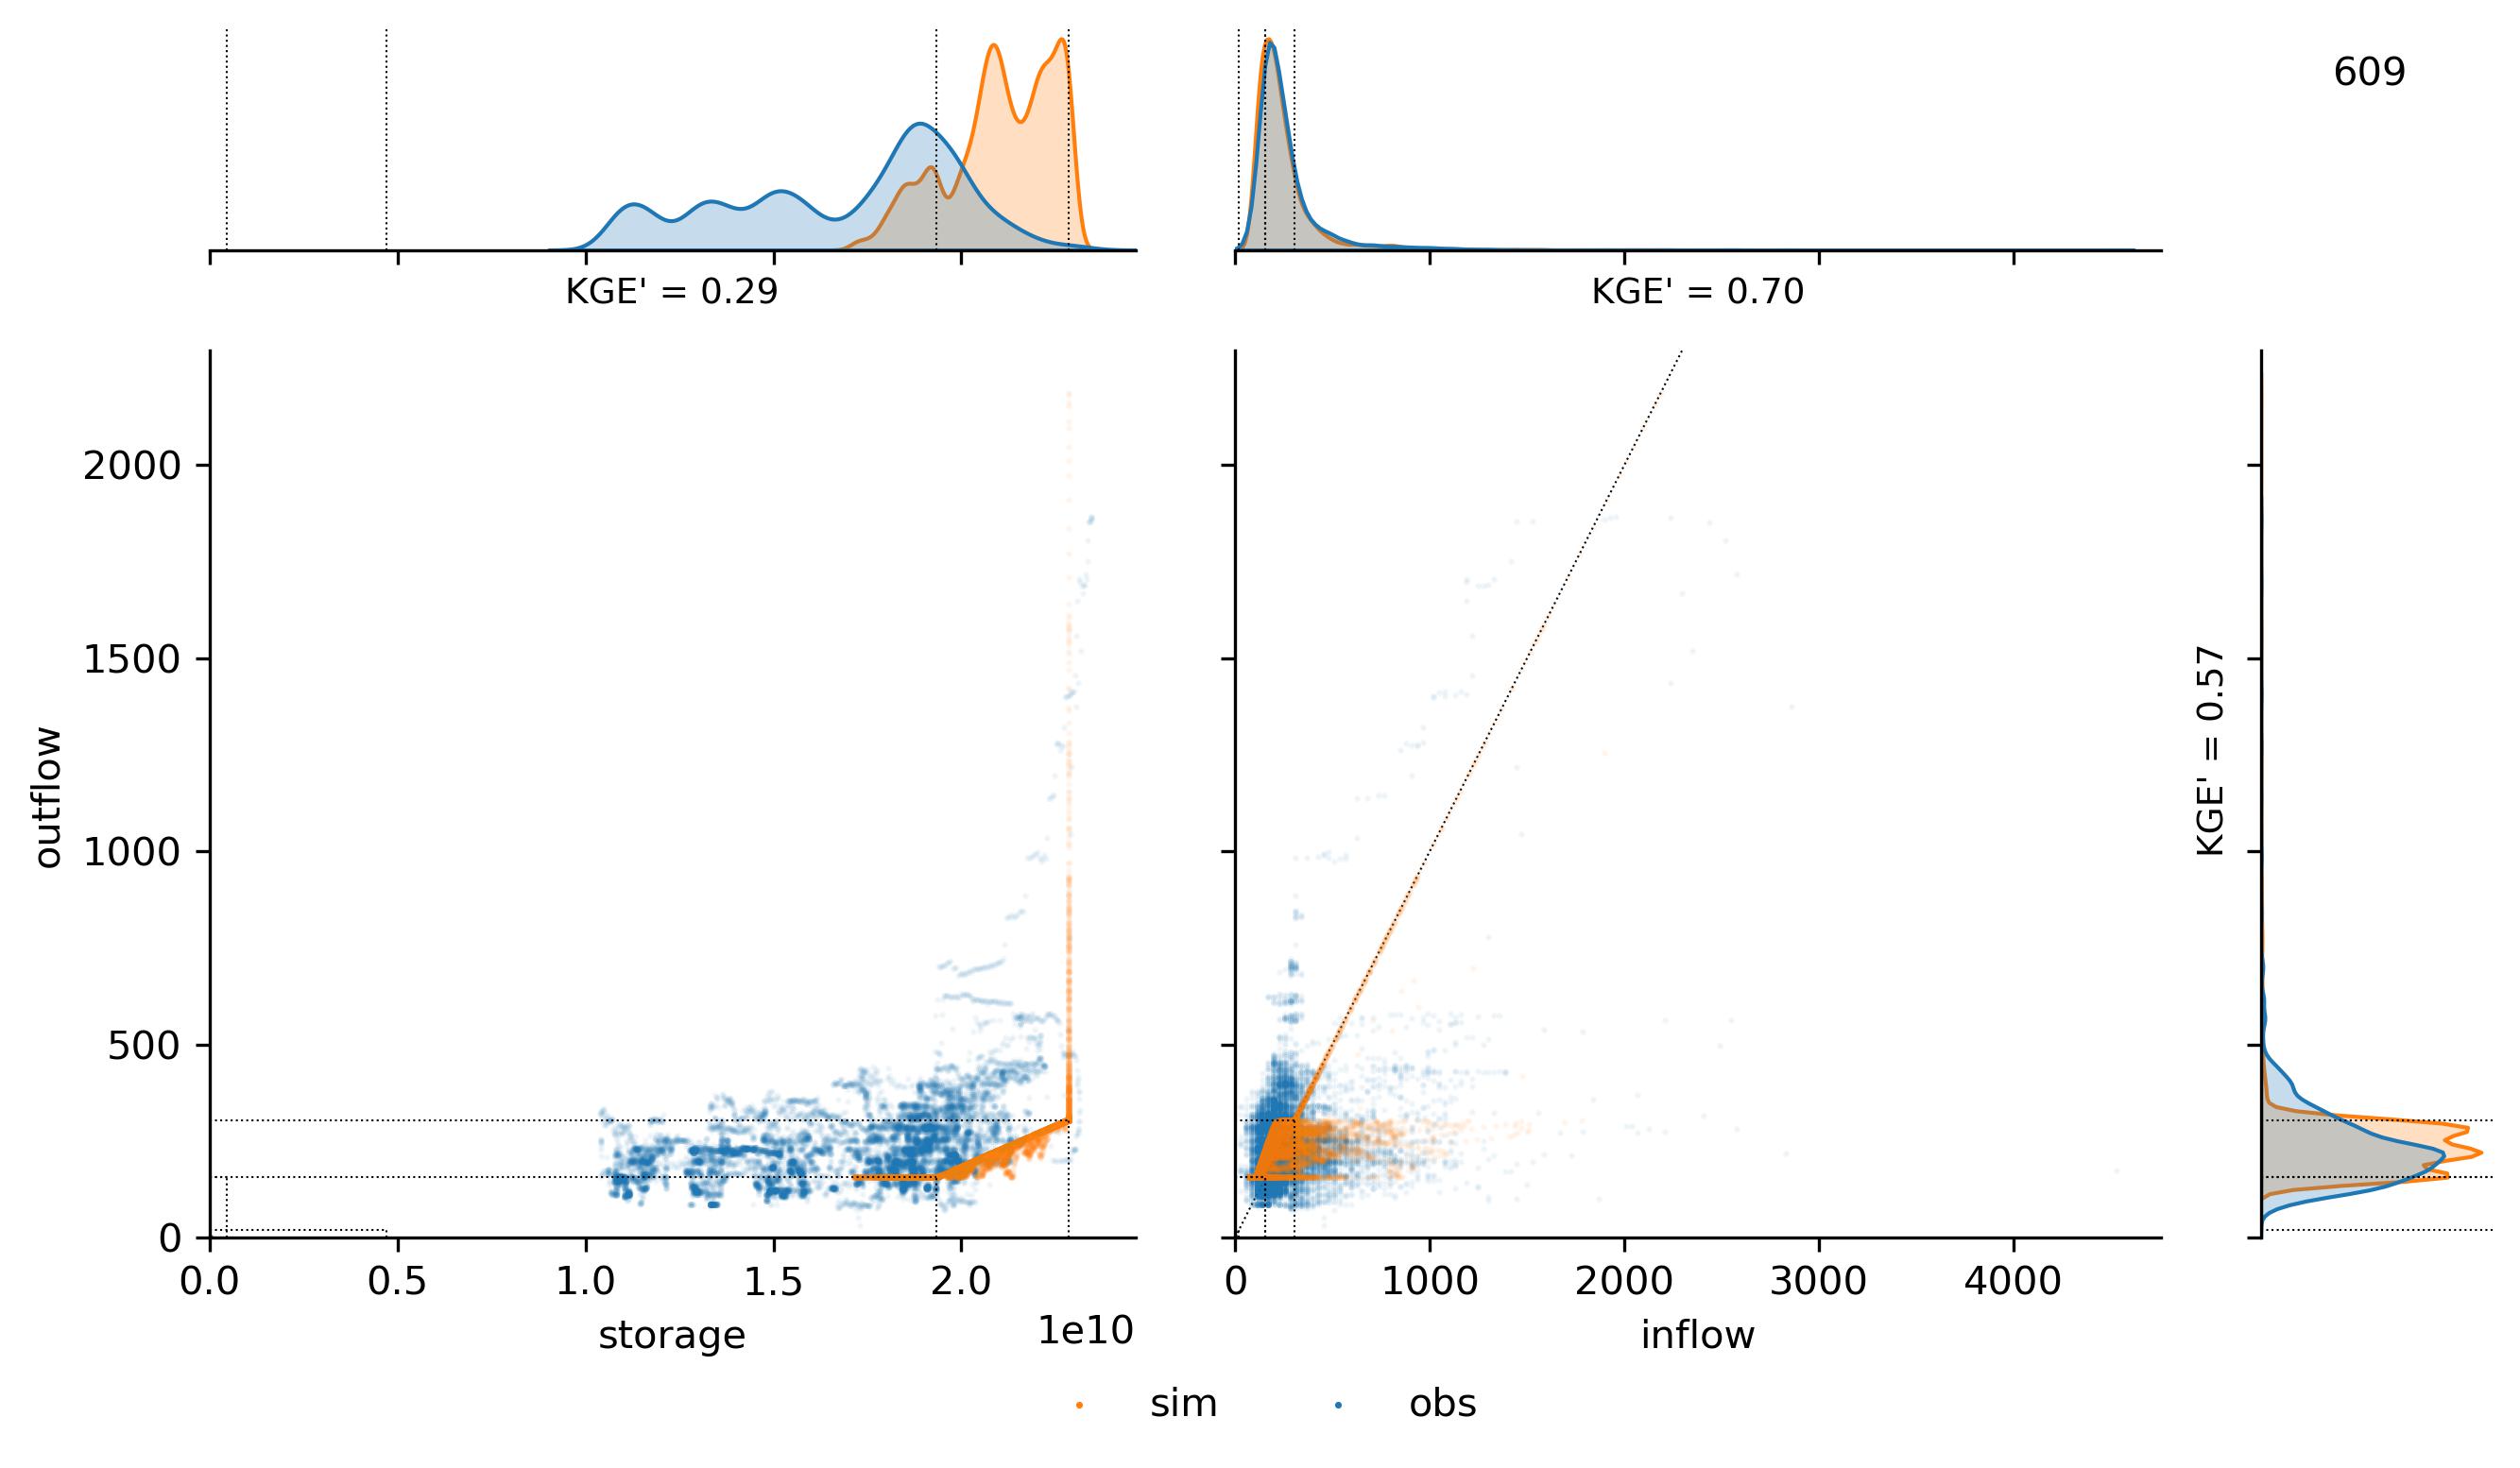 609
KGE' = 0.29
KGE' = 0.70
outflow
2000
1500
1000
500
0
KGE' = 0.57
0.0 0.5 1.0 1.5 2.0
0 1000 2000 3000 4000
1e10
storage
inflow
sim obs